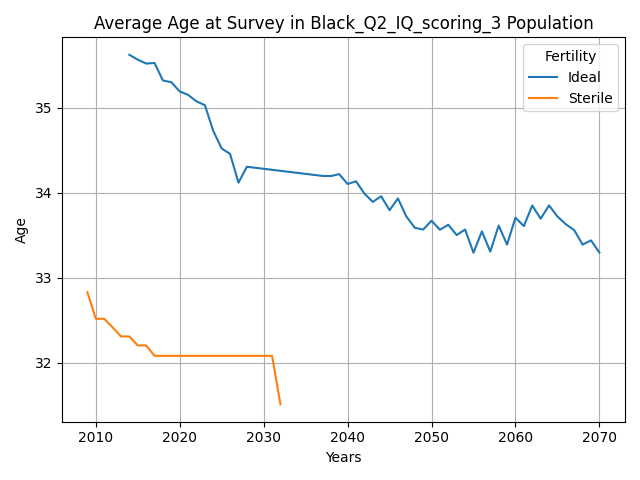 Average Age at Survey in Black_Q2_IQ_scoring_3 Population
Fertility
Ideal
Sterile
Age
35
34
33
32
2010 2020 2030 2040 2050 2060 2070
Years